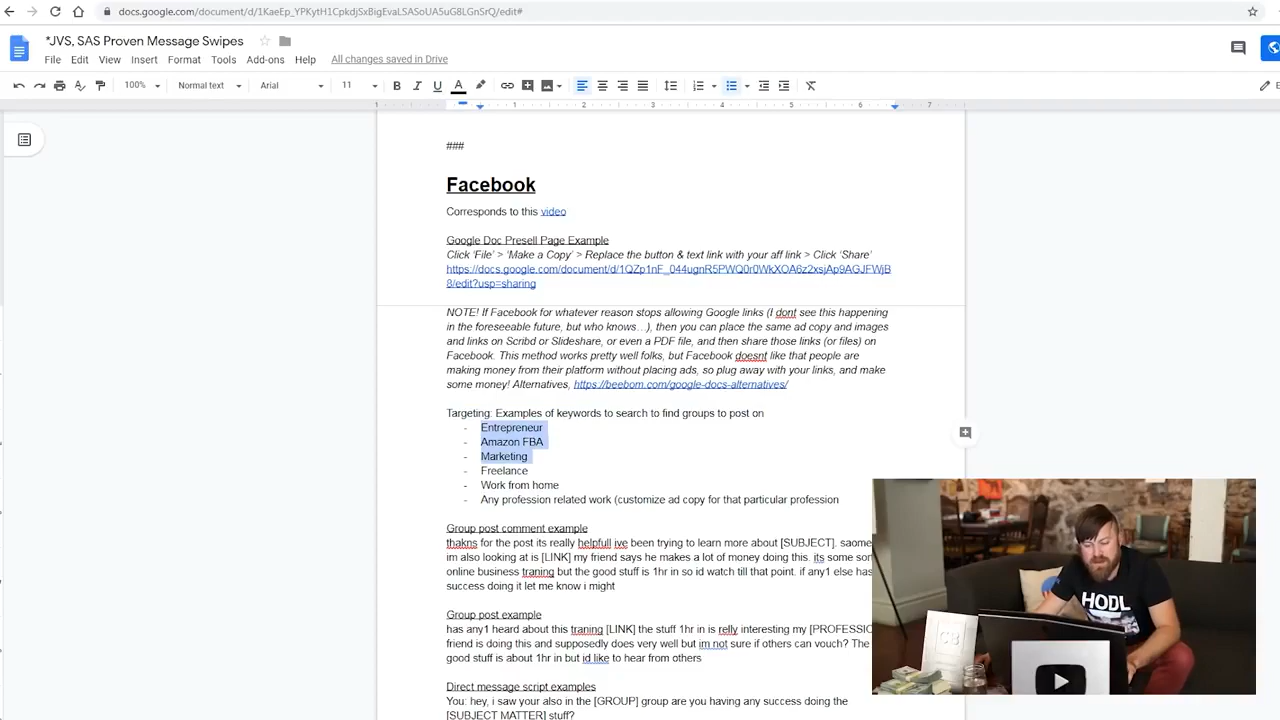 docs.google.com/document/d/1KaeEp_YPKytH1CpkdjSxBigEvaLSASoUA5uG8LGnSrQ/edit#
*JVS, SAS Proven Message Swipes
File Edit View Insert Format Tools Add-ons Help All changes saved in Drive
100% Normal text Arial 11 B I U A
1 1 2 3 4 5 6 7
###
Facebook
Corresponds to this video
Google Doc Presell Page Example
Click 'File' > 'Make a Copy' > Replace the button & text link with your aff link > Click 'Share'
https://docs.google.com/document/d/1QZp1nF_044ugnR5PWQ0r0WkXOA6z2xsjAp9AGJFWjB
8/edit?usp=sharing
NOTE! If Facebook for whatever reason stops allowing Google links (I dont see this happening
in the foreseeable future, but who knows…), then you can place the same ad copy and images
and links on Scribd or Slideshare, or even a PDF file, and then share those links (or files) on
Facebook. This method works pretty well folks, but Facebook doesnt like that people are
making money from their platform without placing ads, so plug away with your links, and make
some money! Alternatives, https://beebom.com/google-docs-alternatives/
Targeting: Examples of keywords to search to find groups to post on
- Entrepreneur
- Amazon FBA
- Marketing
- Freelance
- Work from home
- Any profession related work (customize ad copy for that particular profession
Group post comment example
thakns for the post its really helpfull ive been trying to learn more about [SUBJECT]. saome
im also looking at is [LINK] my friend says he makes a lot of money doing this. its some son
online business traning but the good stuff is 1hr in so id watch till that point. if any1 else has
success doing it let me know i might
Group post example
has any1 heard about this traning [LINK] the stuff 1hr in is relly interesting my [PROFESSIO
friend is doing this and supposedly does very well but im not sure if others can vouch? The
good stuff is about 1hr in but id like to hear from others
Direct message script examples
You: hey, i saw your also in the [GROUP] group are you having any success doing the
[SUBJECT MATTER] stuff?
HODL
CB